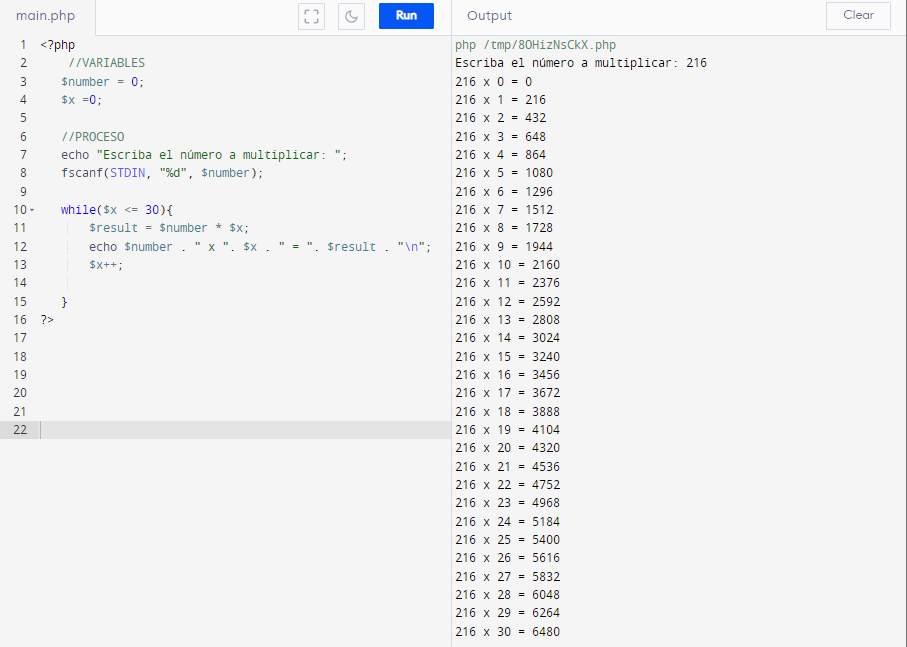 main.php
Run
Output
Clear
1 <?php
2 //VARIABLES
3 $number = 0;
4 $x =0;
5
6 //PROCESO
7 echo "Escriba el número a multiplicar: ";
8 fscanf(STDIN, "%d", $number);
9
10 while($x <= 30){
11 $result = $number * $x;
12 echo $number . " x ". $x . " = ". $result . "\n";
13 $x++;
14
15 }
16 ?>
17
18
19
20
21
22
php /tmp/8OHizNsCkX.php
Escriba el número a multiplicar: 216
216 x 0 = 0
216 x 1 = 216
216 x 2 = 432
216 x 3 = 648
216 x 4 = 864
216 x 5 = 1080
216 x 6 = 1296
216 x 7 = 1512
216 x 8 = 1728
216 x 9 = 1944
216 x 10 = 2160
216 x 11 = 2376
216 x 12 = 2592
216 x 13 = 2808
216 x 14 = 3024
216 x 15 = 3240
216 x 16 = 3456
216 x 17 = 3672
216 x 18 = 3888
216 x 19 = 4104
216 x 20 = 4320
216 x 21 = 4536
216 x 22 = 4752
216 x 23 = 4968
216 x 24 = 5184
216 x 25 = 5400
216 x 26 = 5616
216 x 27 = 5832
216 x 28 = 6048
216 x 29 = 6264
216 x 30 = 6480